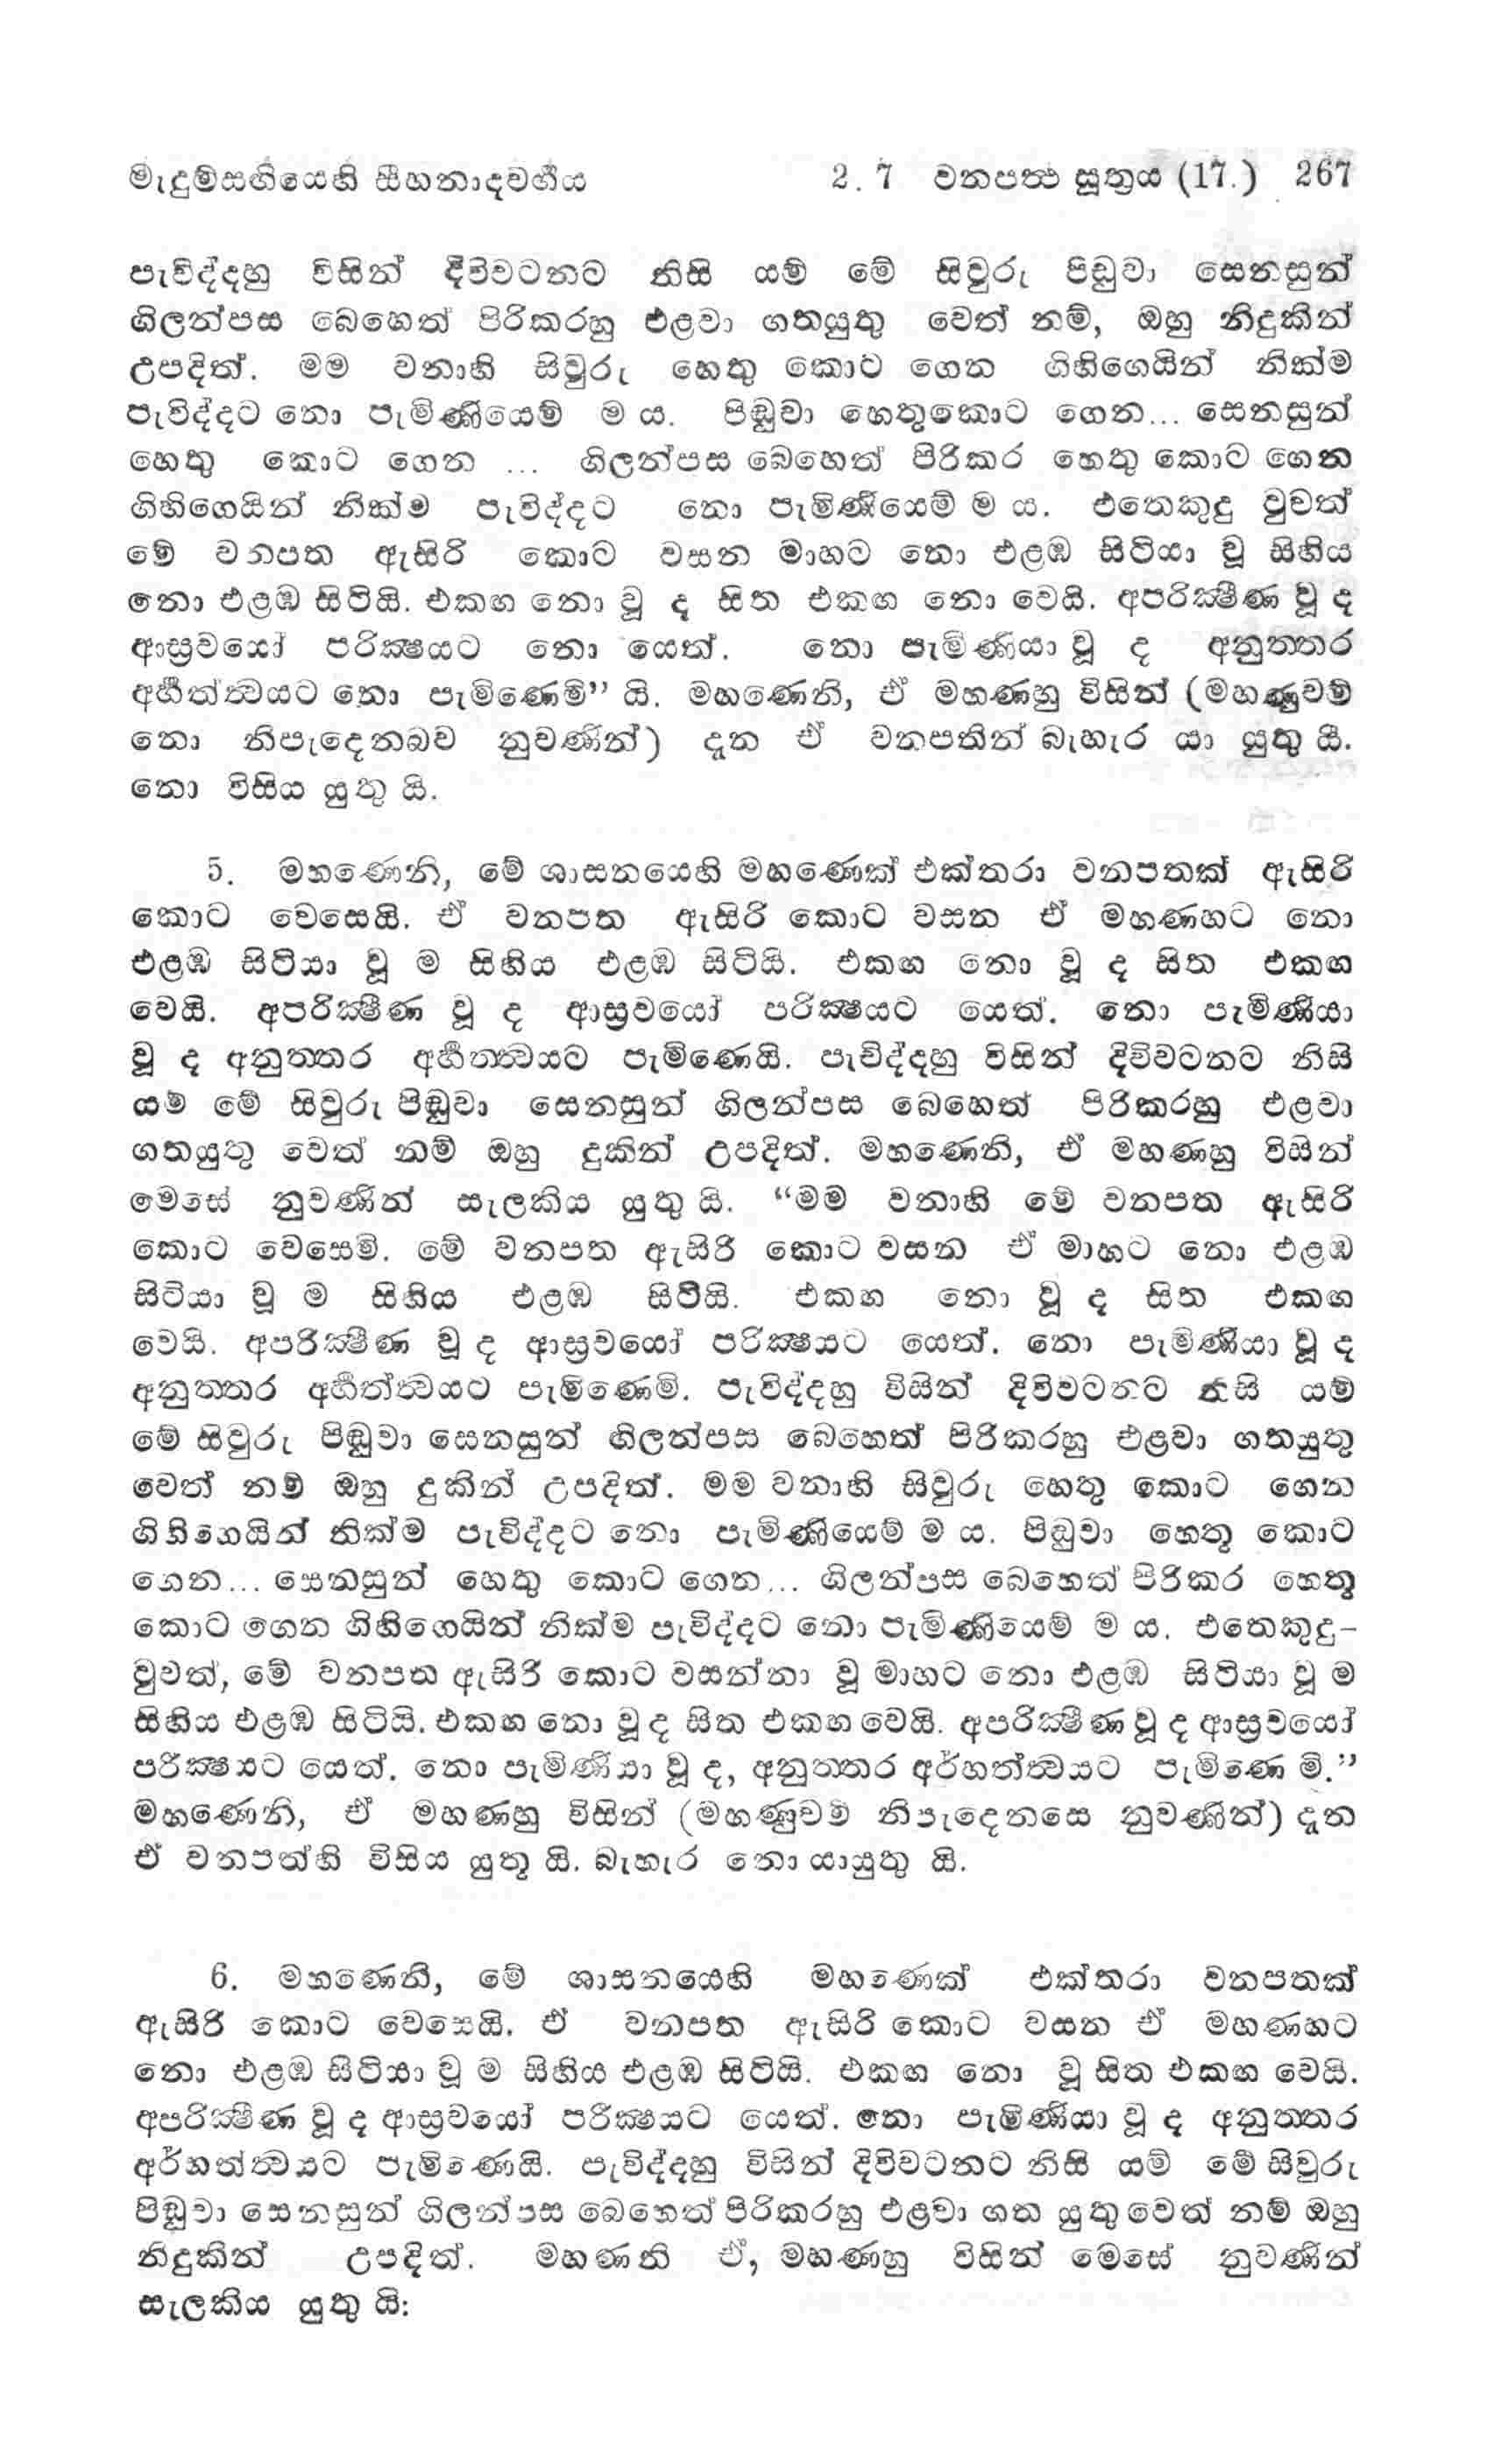 මැදුම්සඟියෙහි සීහනාදවර්‍ගය 2. 7 වනපත්‍ථ සූත්‍රය (17.) 267
පැවිද්දහු විසින් දිවිවටනට නිසි යම් මේ සිවුරු පිඬුවා සෙනසුන්
ගිලන්පස බෙහෙත් පිරිකරහු එළවා ගතයුතු වෙත් නම්, ඔහු නිදුකින්
උපදිත්. මම වනාහි සිවුරු හෙතු කොට ගෙන ගිහිගෙයින් නික්ම
පැවිද්දට නො පැමිණියෙම් ම ය. පිඬුවා හෙතුකොට ගෙන... සෙනසුන්
හෙතු කොට ගෙන ... ගිලන්පස බෙහෙත් පිරිකර හෙතු කොට ගෙන
ගිහිගෙයින් නික්ම පැවිද්දට නො පැමිණියෙම් ම ය. එතෙකුදු වුවත්
මේ වනපත ඇසිරි කොට වසන මාහට නො එළඹ සිටියා වූ සිහිය
නො එළඹ සිටියි. එකඟ නො වූ ද සිත එකඟ නො වෙයි. අපරික්‍ෂීණ වූ ද
ආස්‍රවයෝ පරික්‍ෂයට නො යෙත්. නො පැමිණියා වූ ද අනුත්තර
අර්‍හත්ත්‍වයට නො පැමිණෙමි” යි. මහණෙනි, ඒ මහණහු විසින් (මහණුවම්
නො නිපැදෙනබව නුවණින්) දැන ඒ වනපතින් බැහැර යා යුතු යි.
නො විසිය යුතු යි.
5. මහණෙනි, මේ ශාසනයෙහි මහණෙක් එක්තරා වනපතක් ඇසිරි
කොට වෙසෙයි. ඒ වනපත ඇසිරි කොට වසන ඒ මහණහට නො
එළඹ සිටියා වූ ම සිහිය එළඹ සිටියි. එකඟ නො වූ ද සිත එකඟ
වෙයි. අපරික්‍ෂීණ වූ ද ආස්‍රවයෝ පරික්‍ෂයට යෙත්. නො පැමිණියා
වූ ද අනුත්තර අර්‍හත්ත්‍වයට පැමිණෙයි. පැවිද්දහු විසින් දිවිවටනට නිසි
යම් මේ සිවුරු පිඬුවා සෙනසුන් ගිලන්පස බෙහෙත් පිරිකරහු එළවා
ගතයුතු වෙත් නම් ඔහු දුකින් උපදිත්. මහණෙනි, ඒ මහණහු විසින්
මෙසේ නුවණින් සැලකිය යුතු යි. “මම වනාහි මේ වනපත ඇසිරි
කොට වෙසෙමි. මේ වනපත ඇසිරි කොට වසන ඒ මාහට නො එළඹ
සිටියා වූ ම සිහිය එළඹ සිටියි. එකඟ නො වූ ද සිත එකඟ
වෙයි. අපරික්‍ෂීණ වූ ද ආස්‍රවයෝ පරික්‍ෂයට යෙත්. නො පැමිණියා වූ ද
අනුත්තර අර්‍හත්ත්‍වයට පැමිණෙමි. පැවිද්දහු විසින් දිවිවටනට නිසි යම්
මේ සිවුරු පිඬුවා සෙනසුන් ගිලන්පස බෙහෙත් පිරිකරහු එළවා ගතයුතු
වෙත් නම් ඔහු දුකින් උපදිත්. මම වනාහි සිවුරු හෙතු කොට ගෙන
ගිහිගෙයින් නික්ම පැවිද්දට නො පැමිණියෙම් ම ය. පිඬුවා හෙතු කොට
ගෙන... සෙනසුන් හෙතු කොට ගෙන... ගිලන්පස බෙහෙත් පිරිකර හෙතු
කොට ගෙන ගිහිගෙයින් නික්ම පැවිද්දට නො පැමිණියෙම් ම ය. එතෙකුදු-
වුවත්, මේ වනපත ඇසිරි කොට වසන්නා වූ මාහට නො එළඹ සිටියා වූ ම
සිහිය එළඹ සිටියි. එකඟ නො වූ ද සිත එකඟ වෙයි. අපරික්‍ෂීණ වූ ද ආස්‍රවයෝ
පරික්‍ෂයට යෙත්. නො පැමිණියා වූ ද, අනුත්තර අර්හත්ත්‍වයට පැමිණෙ මි.”
මහණෙනි, ඒ මහණහු විසින් (මහණුවම් නිපැදෙනසෙ නුවණින්) දැන
ඒ වනපත්හි විසිය යුතු යි. බැහැර නො යායුතු යි.
6. මහණෙනි, මේ ශාසනයෙහි මහණෙක් එක්තරා වනපතක්
ඇසිරි කොට වෙසෙයි. ඒ වනපත ඇසිරි කොට වසන ඒ මහණහට
නො එළඹ සිටියා වූ ම සිහිය එළඹ සිටියි. එකඟ නො වූ සිත එකඟ වෙයි.
අපරික්‍ෂීණ වූ ද ආස්‍රවයෝ පරික්‍ෂයට යෙත්. නො පැමිණියා වූ ද අනුත්තර
අර්හත්ත්‍වයට පැමිණෙයි. පැවිද්දහු විසින් දිවිවටනට නිසි යම් මේ සිවුරු
පිඬුවා සෙනසුන් ගිලන්පස බෙහෙත් පිරිකරහු එළවා ගත යුතු වෙත් නම් ඔහු
නිදුකින් උපදිත්. මහණනි ඒ, මහණහු විසින් මෙසේ නුවණින්
සැලකිය යුතු යි: